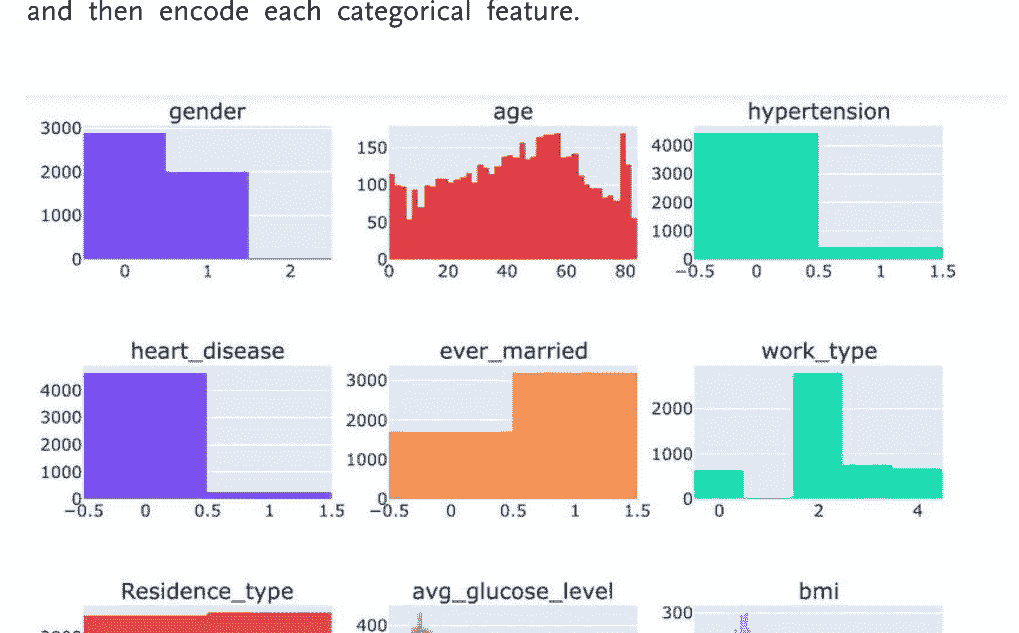 and then encode each categorical feature.
gender age hypertension
3000
2000
1000
0
0 1 2
150
100
50
0
0 20 40 60 80
4000
3000
2000
1000
0
−0.5 0 0.5 1 1.5
heart_disease ever_married work_type
4000
3000
2000
1000
0
−0.5 0 0.5 1 1.5
3000
2000
1000
0
−0.5 0 0.5 1 1.5
2000
1000
0
0 2 4
Residence_type avg_glucose_level bmi
400
300